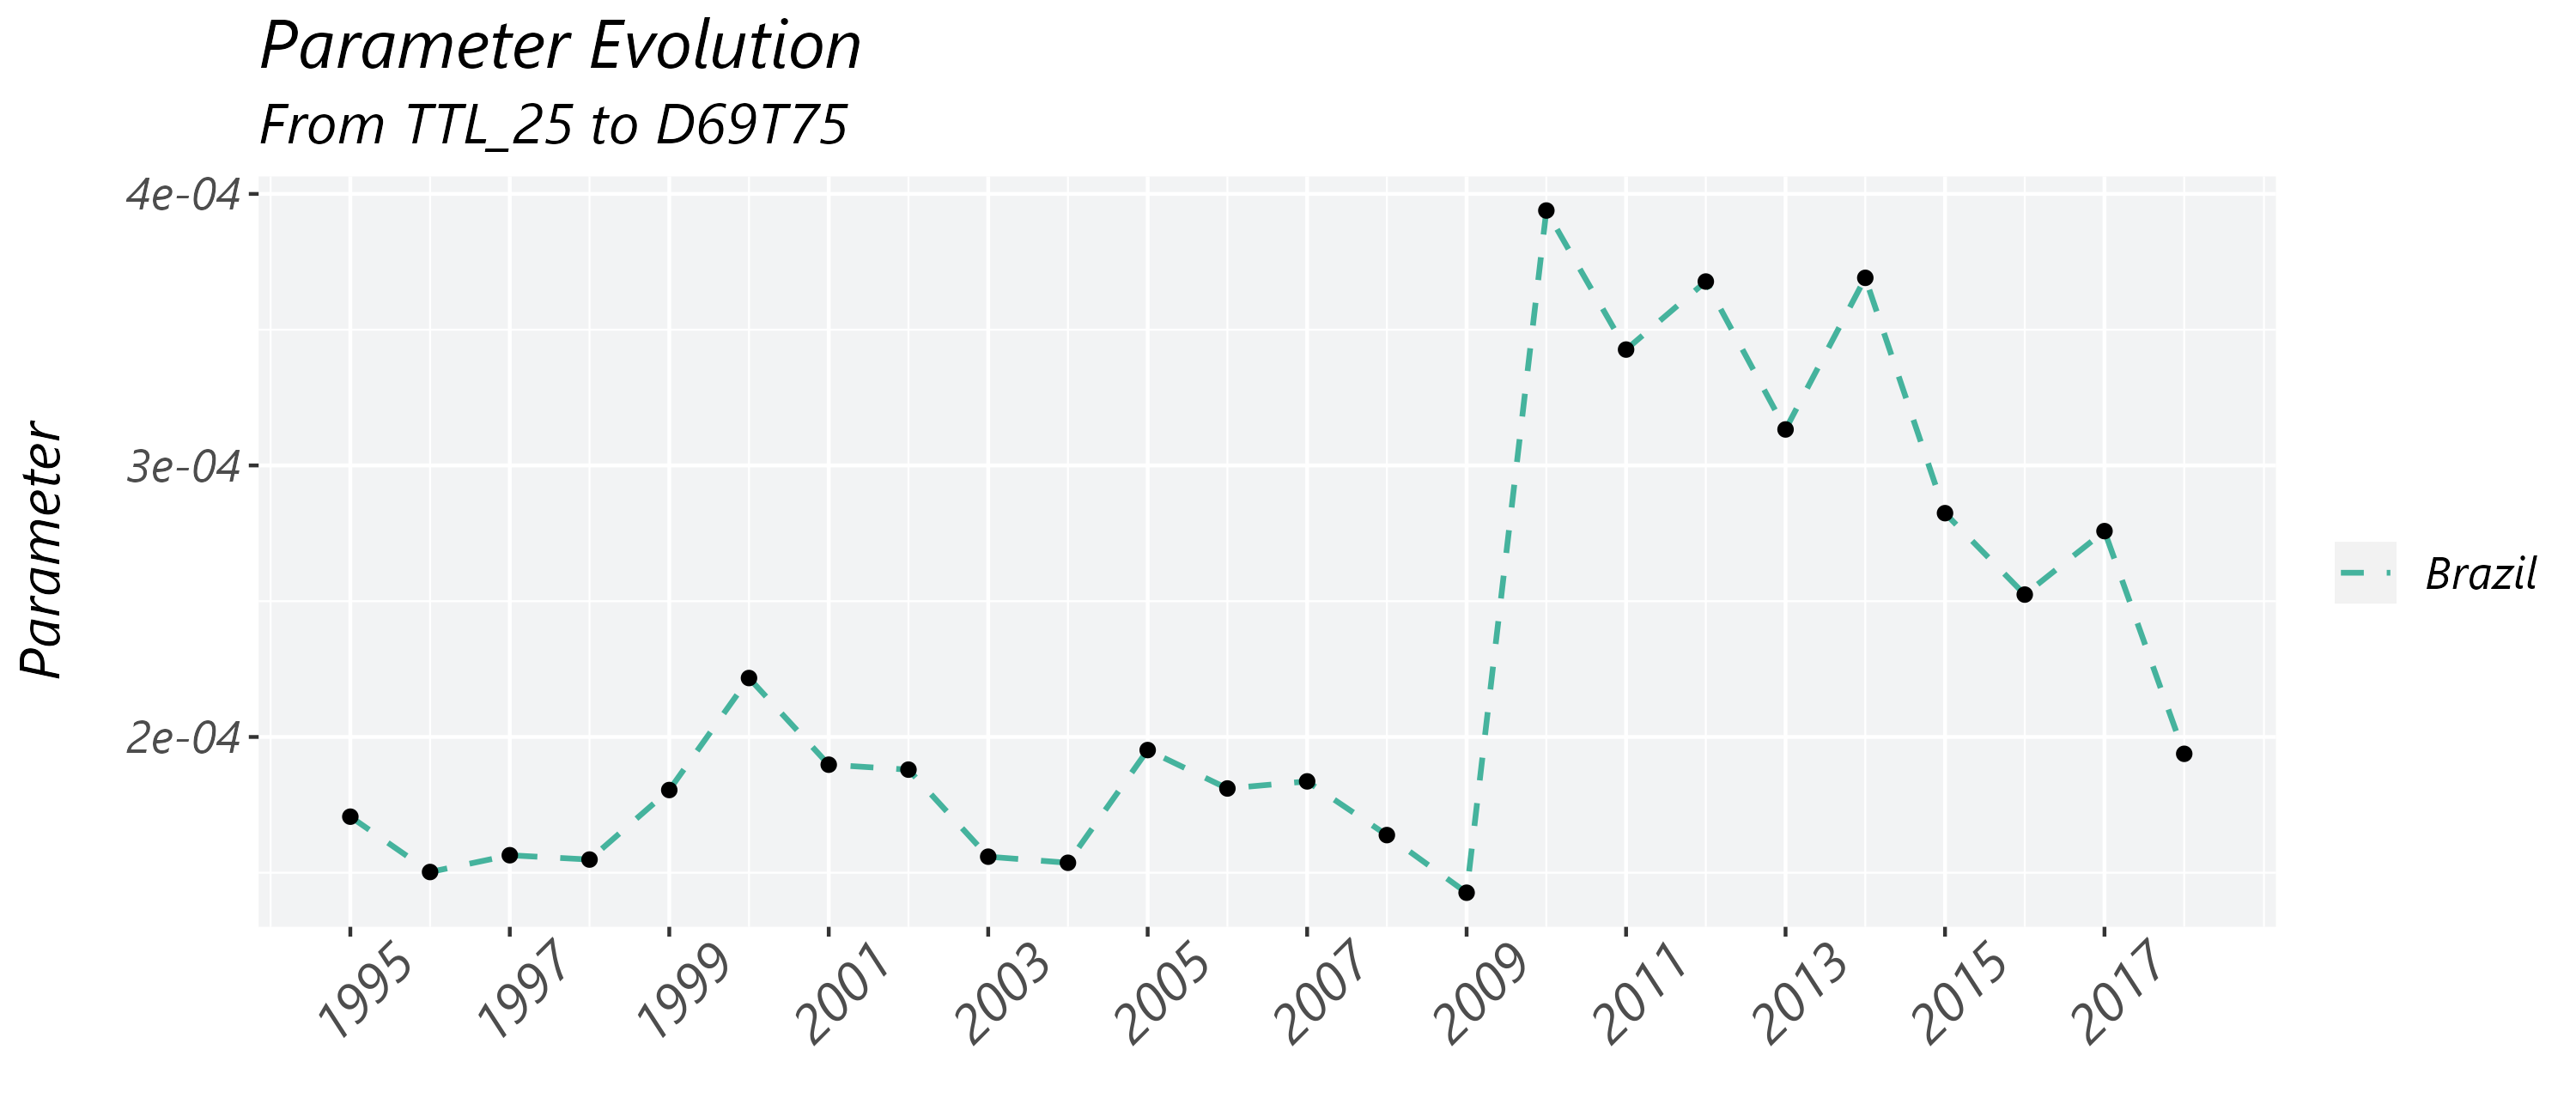 Parameter Evolution
From TTL_25 to D69T75
Parameter
4e-04
3e-04
2e-04
1995
1997
1999
2001
2003
2005
2007
2009
2011
2013
2015
2017
Brazil